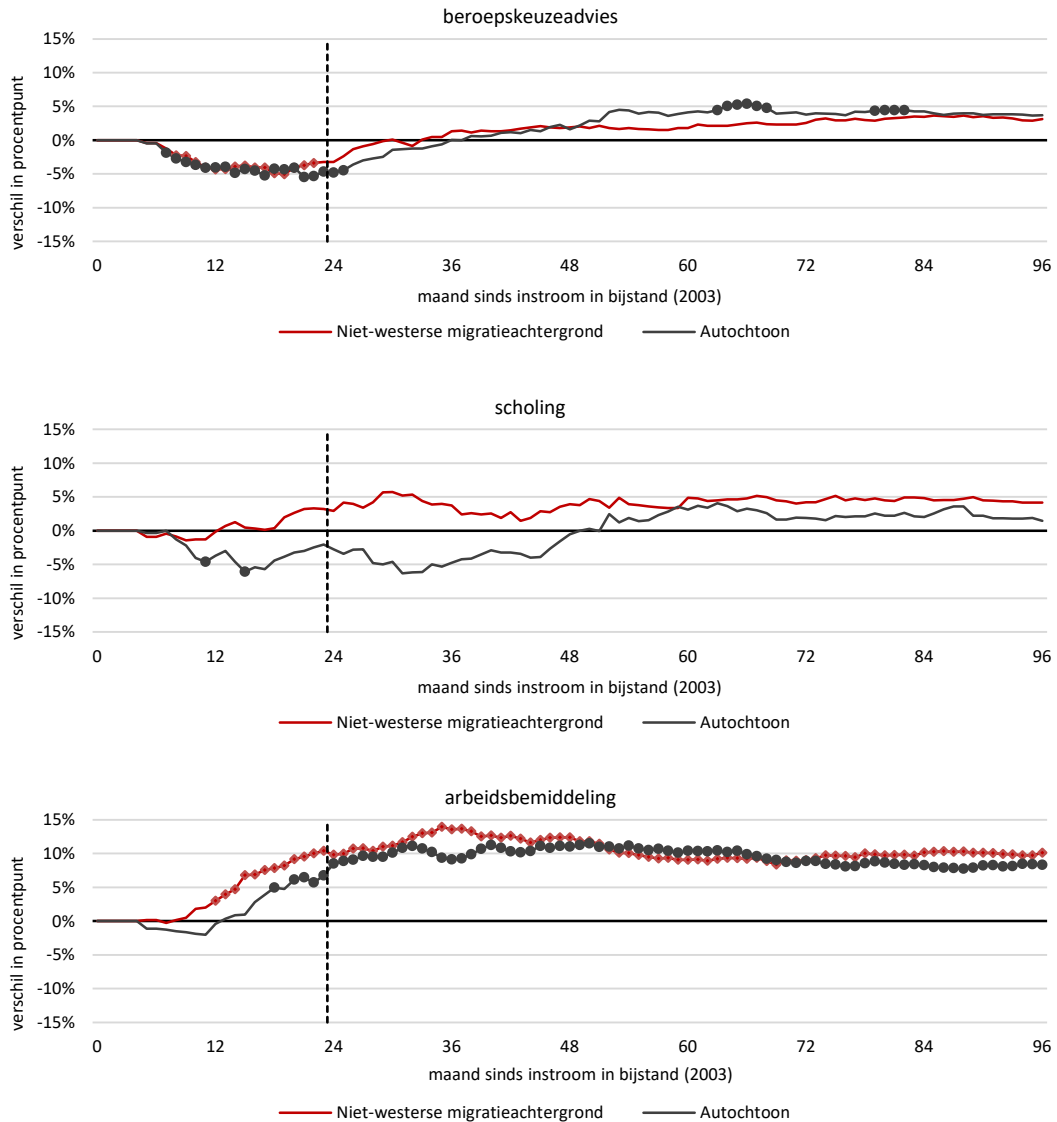 beroepskeuzeadvies
15%
10%
5%
0%
-5%
-10%
-15%
verschil in procentpunt
0 12 24 36 48 60 72 84 96
maand sinds instroom in bijstand (2003)
Niet-westerse migratieachtergrond Autochtoon
scholing
15%
10%
5%
0%
-5%
-10%
-15%
verschil in procentpunt
0 12 24 36 48 60 72 84 96
maand sinds instroom in bijstand (2003)
Niet-westerse migratieachtergrond Autochtoon
arbeidsbemiddeling
15%
10%
5%
0%
-5%
-10%
-15%
verschil in procentpunt
0 12 24 36 48 60 72 84 96
maand sinds instroom in bijstand (2003)
Niet-westerse migratieachtergrond Autochtoon